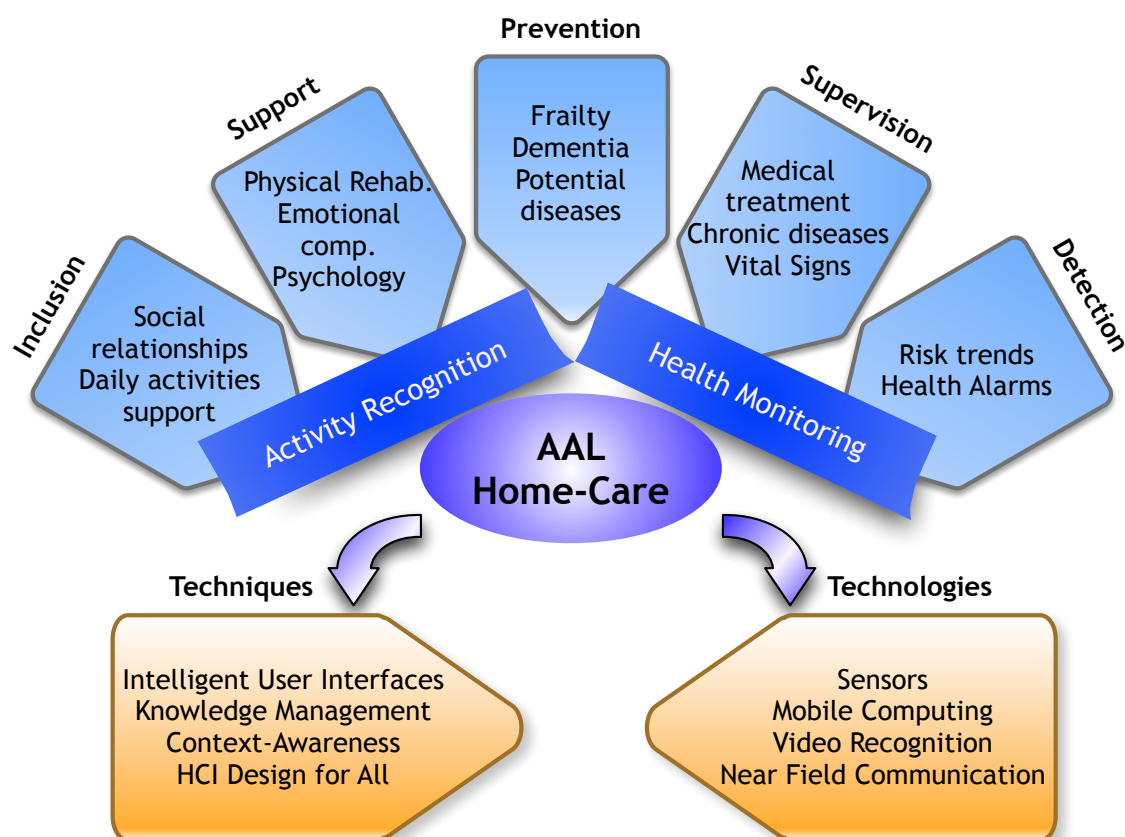 Prevention
Frailty
Dementia
Potential
diseases
Support
Physical Rehab.
Emotional
comp.
Psychology
Supervision
Medical
treatment
Chronic diseases
Vital Signs
Inclusion
Social
relationships
Daily activities
support
Detection
Risk trends
Health Alarms
Activity Recognition
Health Monitoring
AAL
Home-Care
Techniques
Intelligent User Interfaces
Knowledge Management
Context-Awareness
HCI Design for All
Technologies
Sensors
Mobile Computing
Video Recognition
Near Field Communication